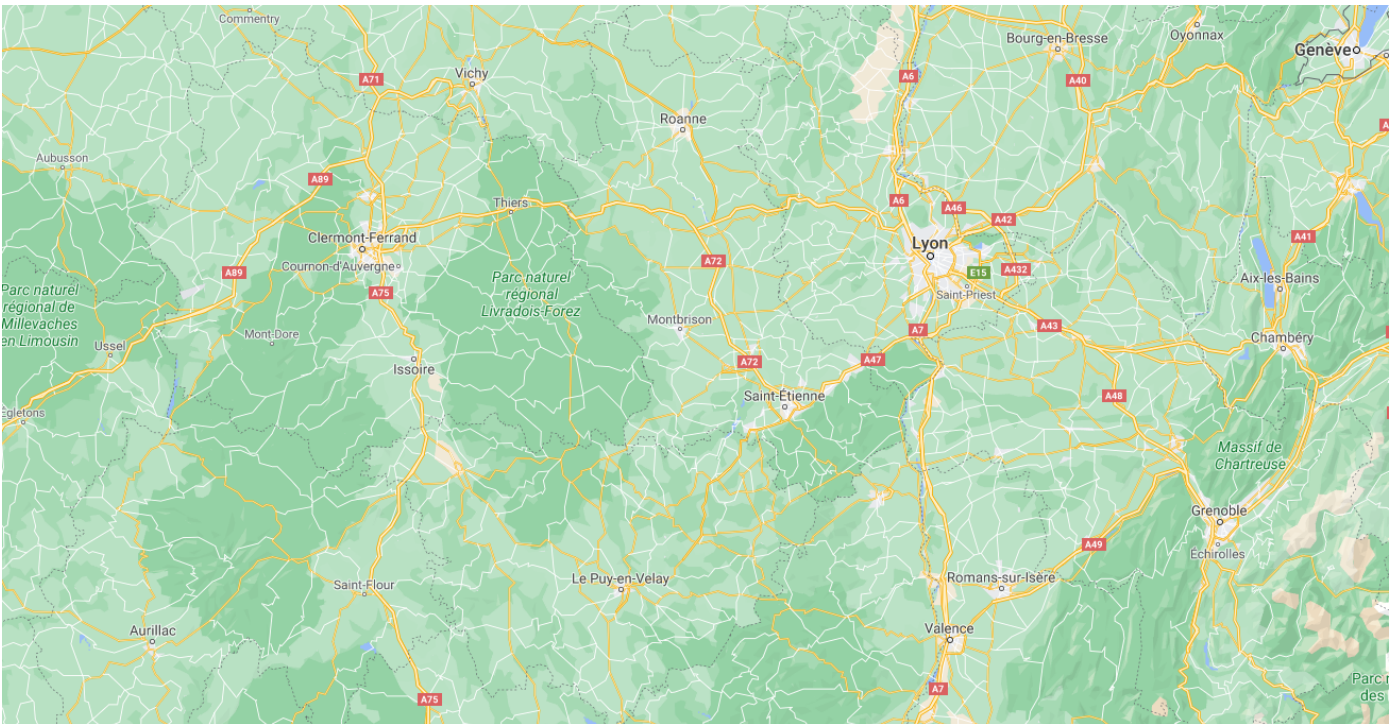 Commentry
Bourg-en-Bresse
Oyonnax
Genève
A71
Vichy
A6
A40
Roanne
A
Aubusson
A89
Thiers
A6
A46
A42
Clermont-Ferrand
Lyon
A41
Cournon-d'Auvergne
A89
A75
Parc naturel
régional
Livradois-Forez
A72
E15
A432
Aix-les-Bains
Saint-Priest
Parc naturel
régional de
Millevaches
en Limousin
Mont-Dore
Montbrison
A7
A43
Ussel
Chambéry
Issoire
A72
A47
Saint-Étienne
A48
Egletons
Massif de
Chartreuse
Grenoble
A49
Échirolles
Saint-Flour
Le Puy-en-Velay
Romans-sur-Isère
Aurillac
Valence
A75
A7
Parc n
des